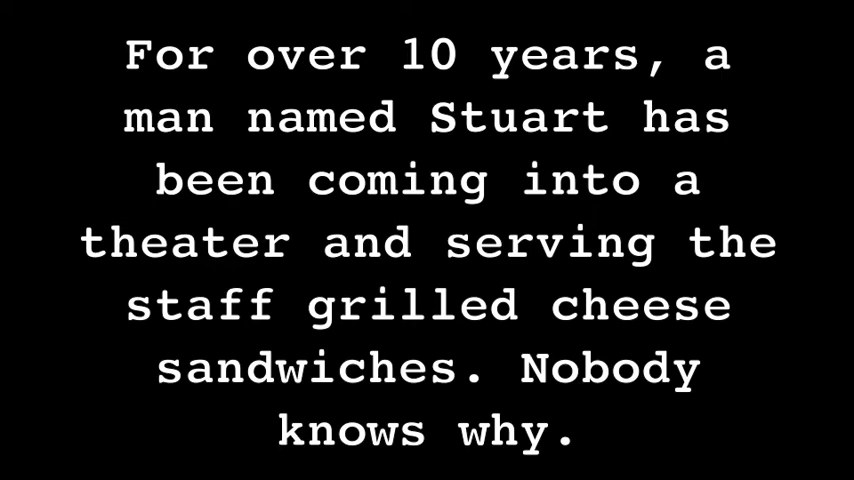 For over 10 years, a
man named Stuart has
been coming into a
theater and serving the
staff grilled cheese
sandwiches. Nobody
knows why.